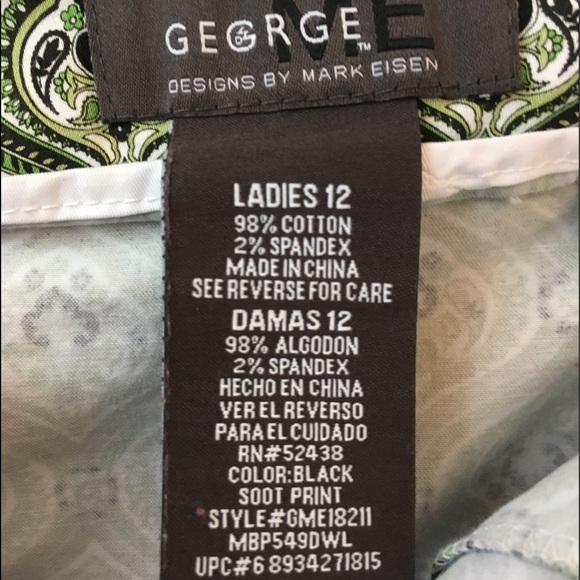 GEORGE ME™
DESIGNS BY MARK EISEN
LADIES 12
98% COTTON
2% SPANDEX
MADE IN CHINA
SEE REVERSE FOR CARE
DAMAS 12
98% ALGODON
2% SPANDEX
HECHO EN CHINA
VER EL REVERSO
PARA EL CUIDADO
RN#52438
COLOR:BLACK
SOOT PRINT
STYLE#GME18211
MBP549DWL
UPC#6 8934271815